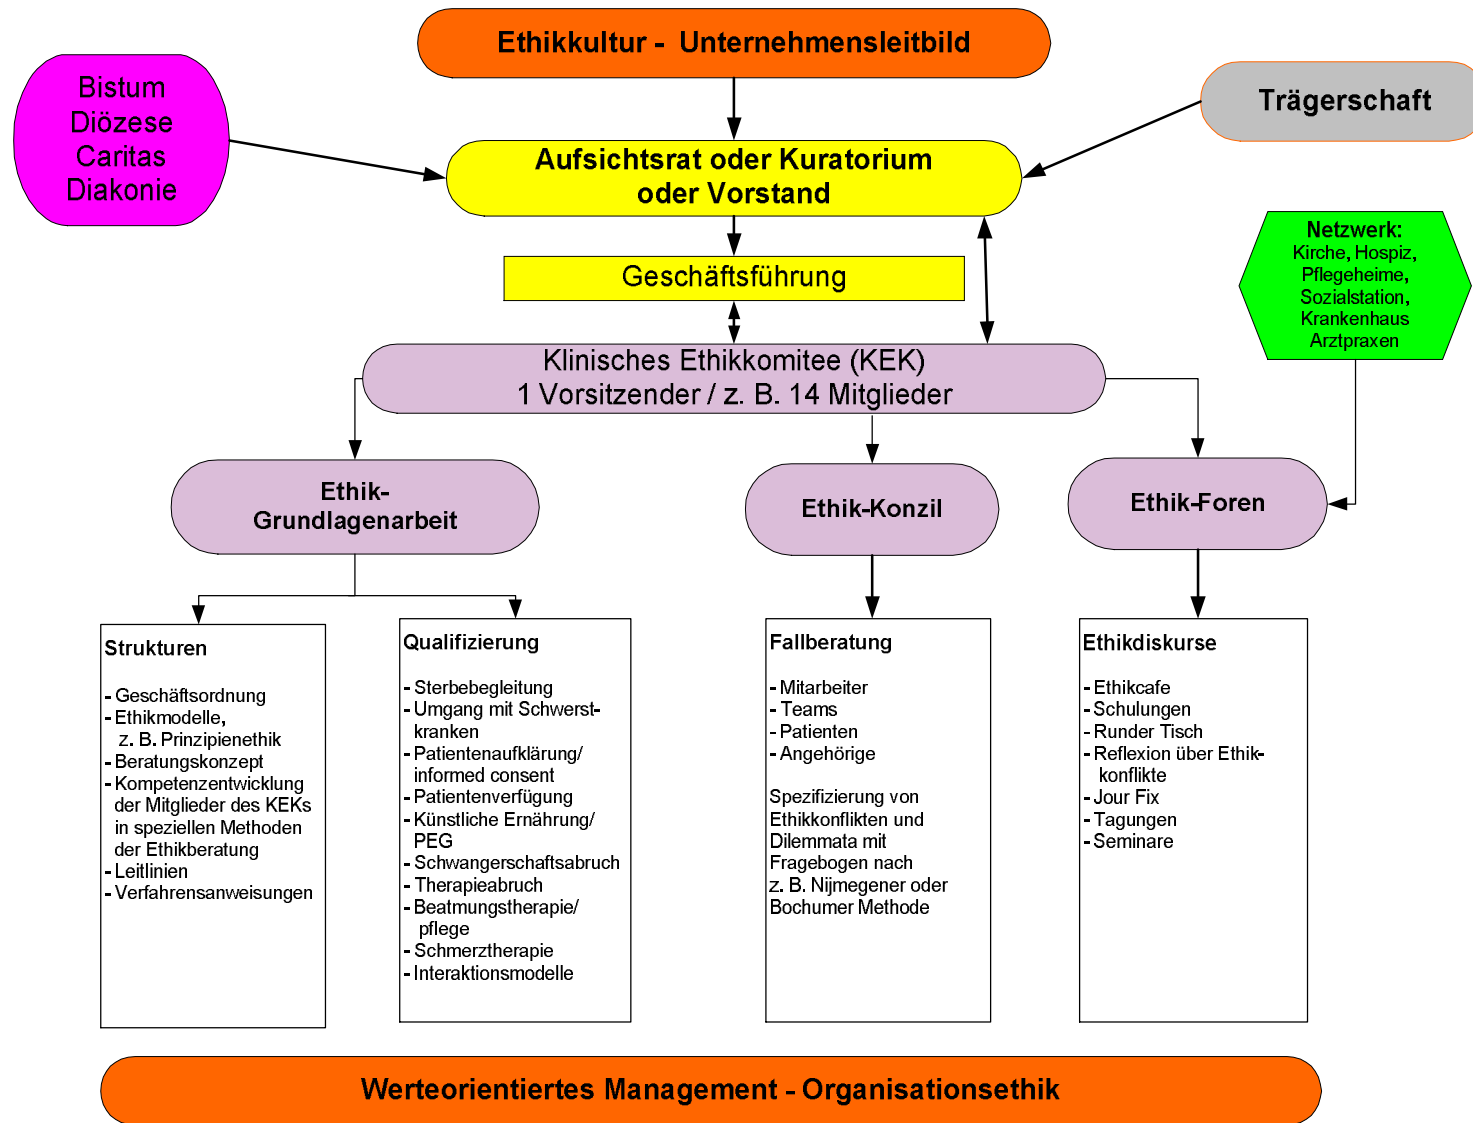 Ethikkultur - Unternehmensleitbild
Bistum
Diözese
Caritas
Diakonie
Trägerschaft
Aufsichtsrat oder Kuratorium
oder Vorstand
Geschäftsführung
Netzwerk:
Kirche, Hospiz,
Pflegeheime,
Sozialstation,
Krankenhaus
Arztpraxen
Klinisches Ethikkomitee (KEK)
1 Vorsitzender / z. B. 14 Mitglieder
Ethik-
Grundlagenarbeit
Ethik-Konzil
Ethik-Foren
Strukturen
- Geschäftsordnung
- Ethikmodelle,
z. B. Prinzipienethik
- Beratungskonzept
- Kompetenzentwicklung
der Mitglieder des KEKs
in speziellen Methoden
der Ethikberatung
- Leitlinien
- Verfahrensanweisungen
Qualifizierung
- Sterbebegleitung
- Umgang mit Schwerst-
kranken
- Patientenaufklärung/
informed consent
- Patientenverfügung
- Künstliche Ernährung/
PEG
- Schwangerschaftsabruch
- Therapieabruch
- Beatmungstherapie/
pflege
- Schmerztherapie
- Interaktionsmodelle
Fallberatung
- Mitarbeiter
- Teams
- Patienten
- Angehörige
Spezifizierung von
Ethikkonflikten und
Dilemmata mit
Fragebogen nach
z. B. Nijmegener oder
Bochumer Methode
Ethikdiskurse
- Ethikcafe
- Schulungen
- Runder Tisch
- Reflexion über Ethik-
konflikte
- Jour Fix
- Tagungen
- Seminare
Werteorientiertes Management - Organisationsethik